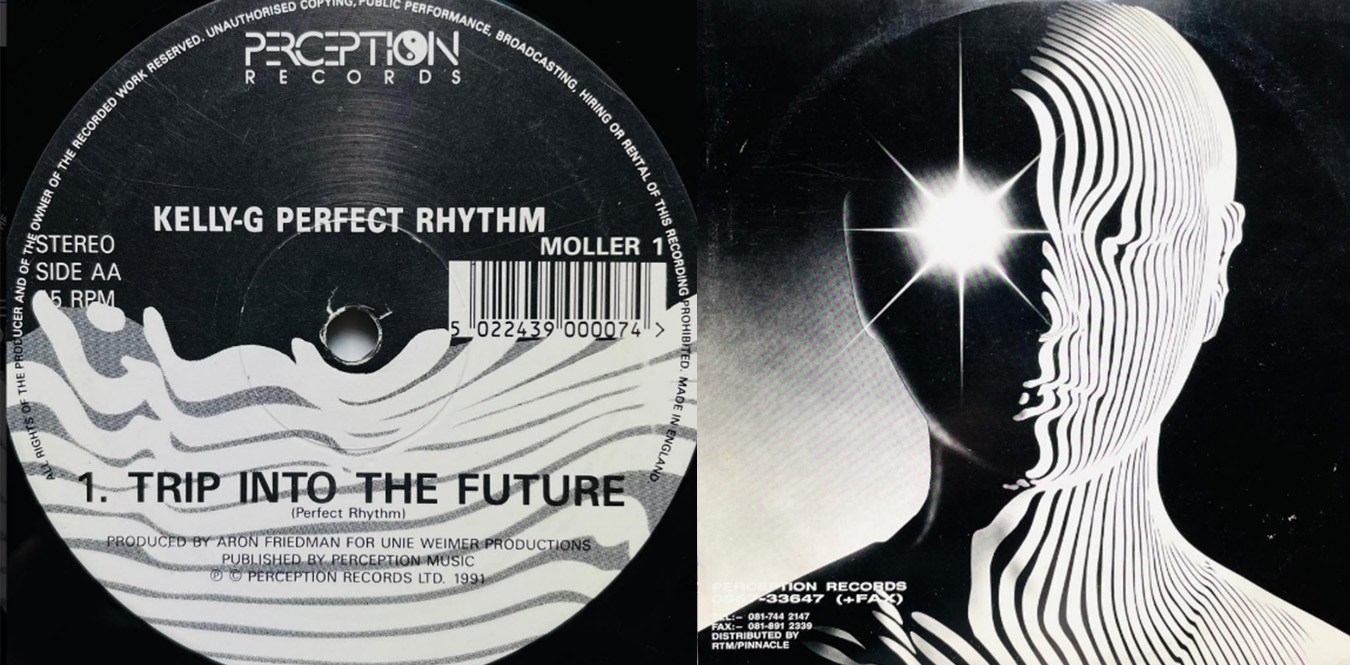 ALL RIGHTS OF THE PRODUCER AND OF THE OWNER OF THE RECORDED WORK RESERVED. UNAUTHORISED COPYING, PUBLIC PERFORMANCE, BROADCASTING, HIRING OR RENTAL OF THIS RECORDING PROHIBITED. MADE IN ENGLAND
PERCEPTION
RECORDS
KELLY-G PERFECT RHYTHM
MOLLER 1
STEREO
SIDE AA
45 RPM
5 022439 000074 >
1. TRIP INTO THE FUTURE
(Perfect Rhythm)
PRODUCED BY ARON FRIEDMAN FOR UNIE WEIMER PRODUCTIONS
PUBLISHED BY PERCEPTION MUSIC
℗ © PERCEPTION RECORDS LTD. 1991
PERCEPTION RECORDS
(+FAX)
TEL:– 081-744 2147
FAX:– 081-891 2339
DISTRIBUTED BY
RTM/PINNACLE